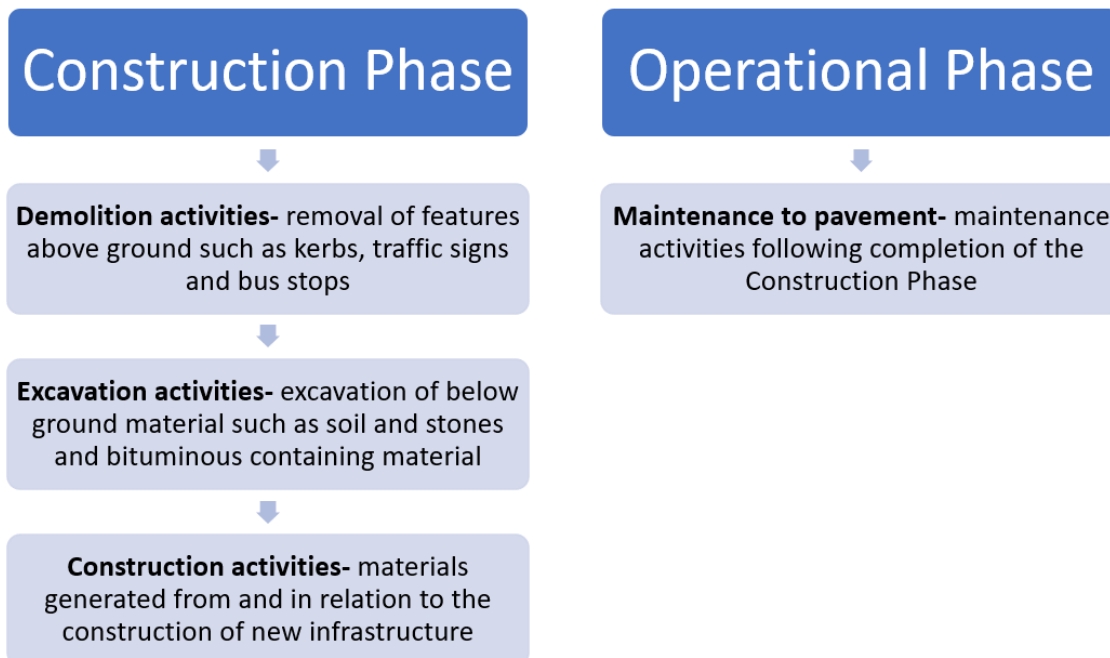 Construction Phase
Demolition activities- removal of features
above ground such as kerbs, traffic signs
and bus stops
Excavation activities- excavation of below
ground material such as soil and stones
and bituminous containing material
Construction activities- materials
generated from and in relation to the
construction of new infrastructure
Operational Phase
Maintenance to pavement- maintenance
activities following completion of the
Construction Phase